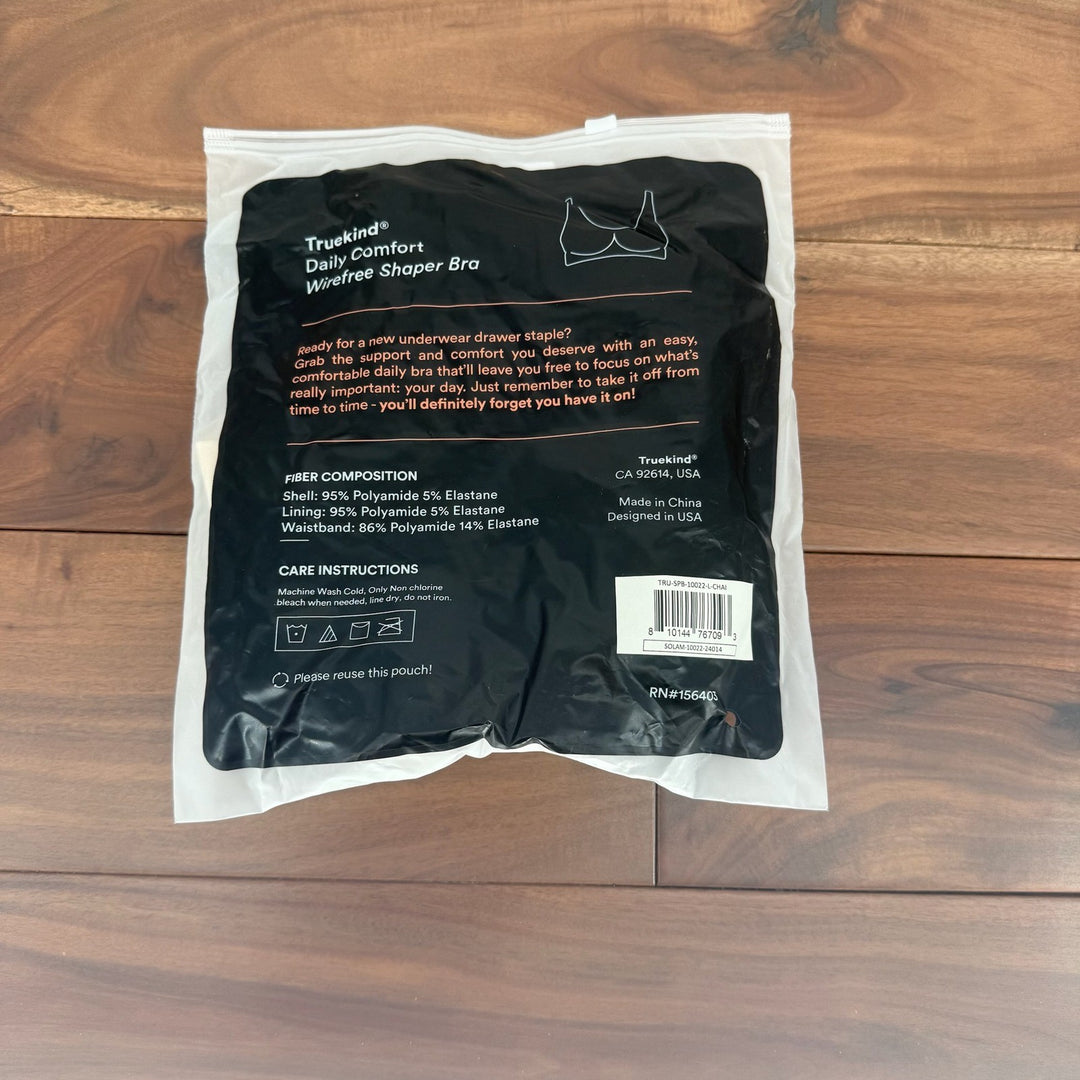 Truekind®
Daily Comfort
Wirefree Shaper Bra
Ready for a new underwear drawer staple?
Grab the support and comfort you deserve with an easy,
comfortable daily bra that'll leave you free to focus on what's
really important: your day. Just remember to take it off from
time to time - you'll definitely forget you have it on!
FIBER COMPOSITION
Shell: 95% Polyamide 5% Elastane
Lining: 95% Polyamide 5% Elastane
Waistband: 86% Polyamide 14% Elastane
Truekind®
CA 92614, USA
Made in China
Designed in USA
CARE INSTRUCTIONS
Machine Wash Cold, Only Non chlorine
bleach when needed, line dry, do not iron.
Please reuse this pouch!
TRU-SPB-10022-L-CHAI
8 10144 76709 3
SOLAM-10022-24014
RN#156403